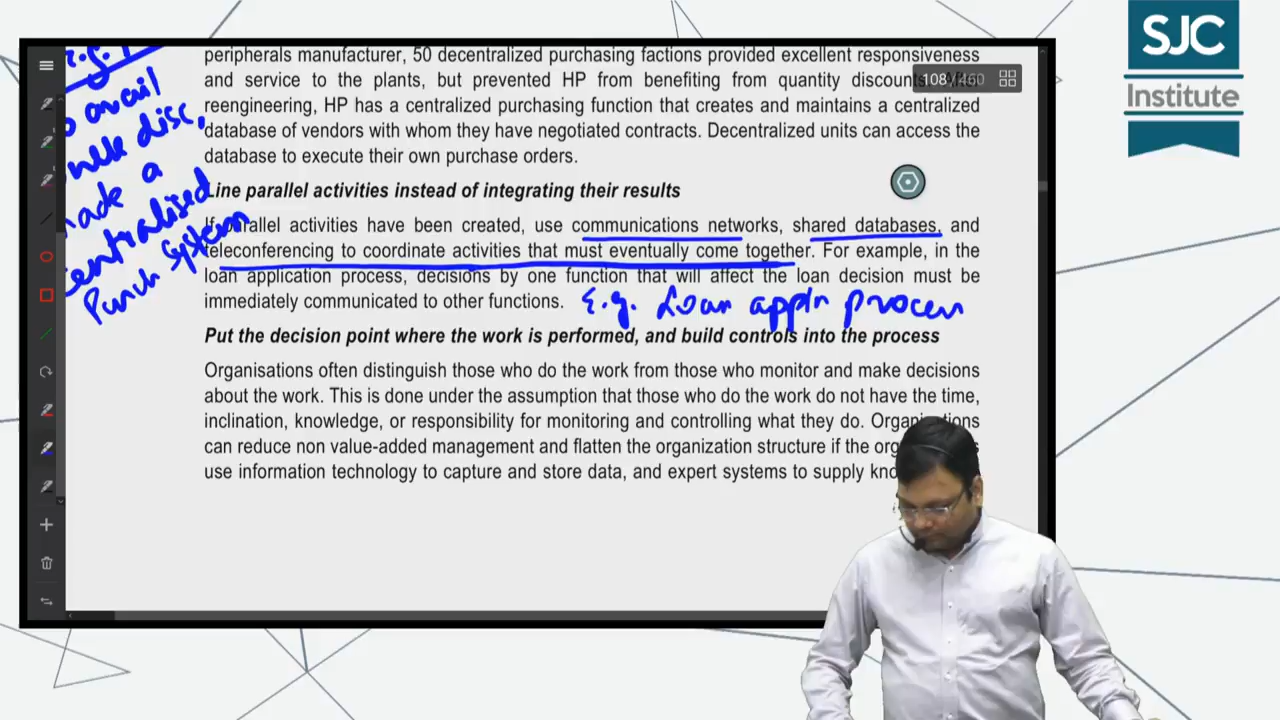 SJC
Institute
108 / 460
peripherals manufacturer, 50 decentralized purchasing factions provided excellent responsiveness
and service to the plants, but prevented HP from benefiting from quantity discounts.
reengineering, HP has a centralized purchasing function that creates and maintains a centralized
database of vendors with whom they have negotiated contracts. Decentralized units can access the
database to execute their own purchase orders.
E.g.
avail
disc,
made a
centralised
Purch system
Line parallel activities instead of integrating their results
If parallel activities have been created, use communications networks, shared databases, and
teleconferencing to coordinate activities that must eventually come together. For example, in the
loan application process, decisions by one function that will affect the loan decision must be
immediately communicated to other functions.
E.g. Loan appln process
Put the decision point where the work is performed, and build controls into the process
Organisations often distinguish those who do the work from those who monitor and make decisions
about the work. This is done under the assumption that those who do the work do not have the time,
inclination, knowledge, or responsibility for monitoring and controlling what they do.
can reduce non value-added management and flatten the organization structure if the
use information technology to capture and store data, and expert systems to supply